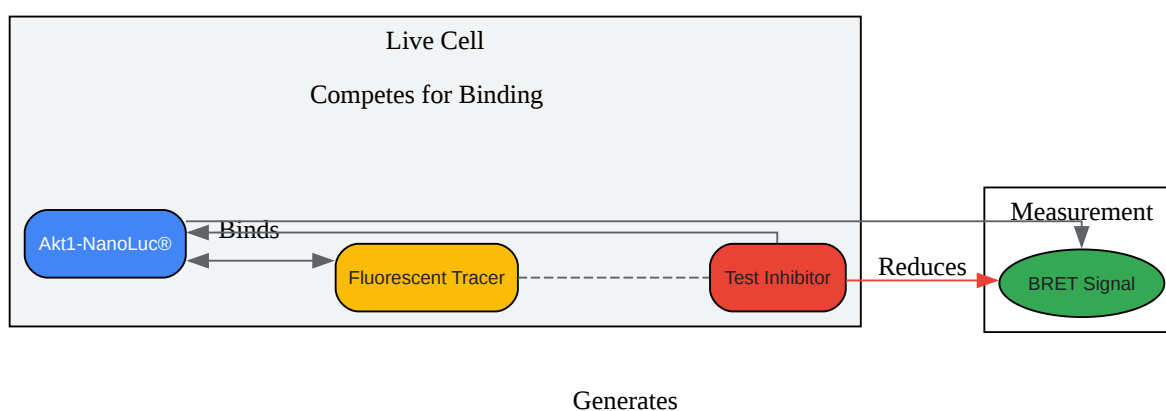 Live Cell
Competes for Binding
Measurement
Akt1-NanoLuc®
Binds
Fluorescent Tracer
Test Inhibitor
Reduces
BRET Signal
Generates